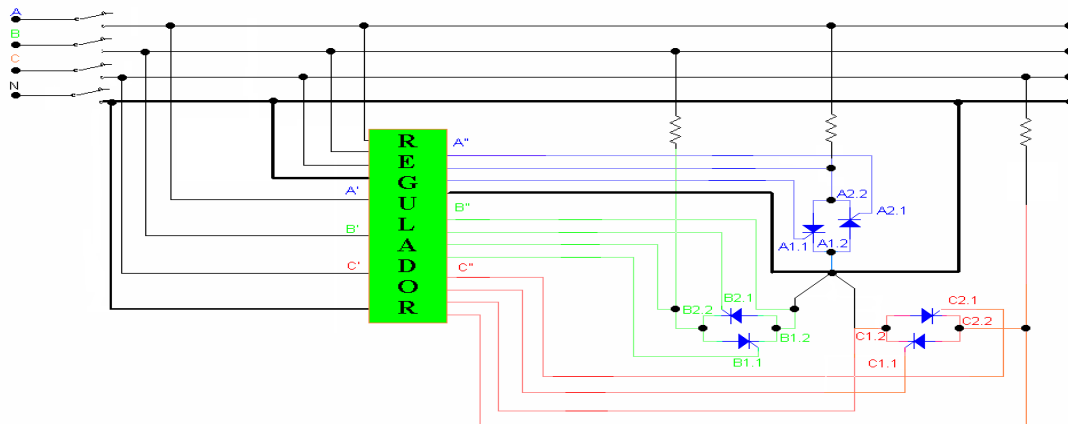 A
B
C
N
REGULADOR
A"
A'
A2.2
A2.1
B"
B'
A1.1
A1.2
C"
C'
B2.1
B2.2
C2.1
C2.2
B1.2
C1.2
B1.1
C1.1